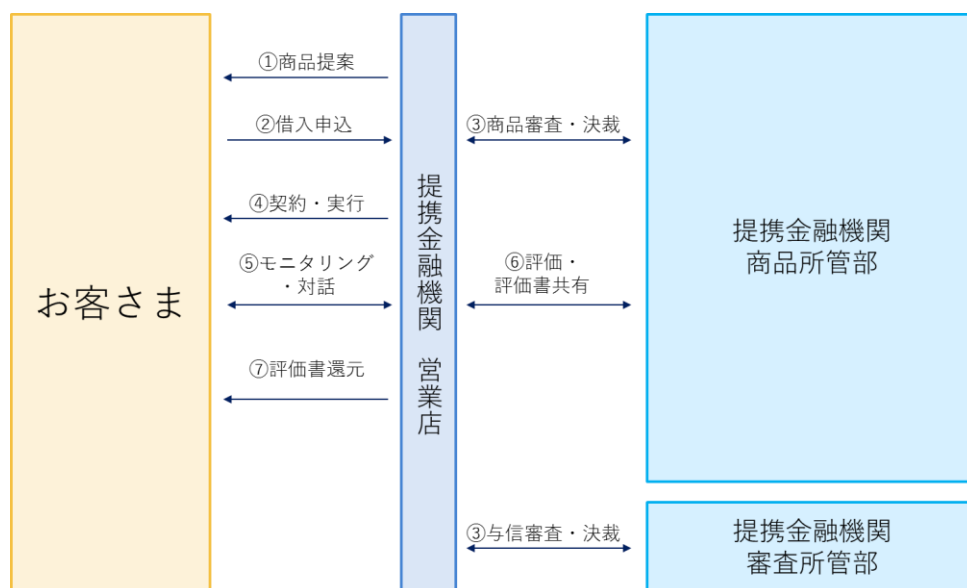 ①商品提案
②借入申込
③商品審査・決裁
④契約・実行
⑤モニタリング
・対話
⑥評価・
評価書共有
⑦評価書還元
③与信審査・決裁
お客さま
提携金融機関 営業店
提携金融機関
商品所管部
提携金融機関
審査所管部